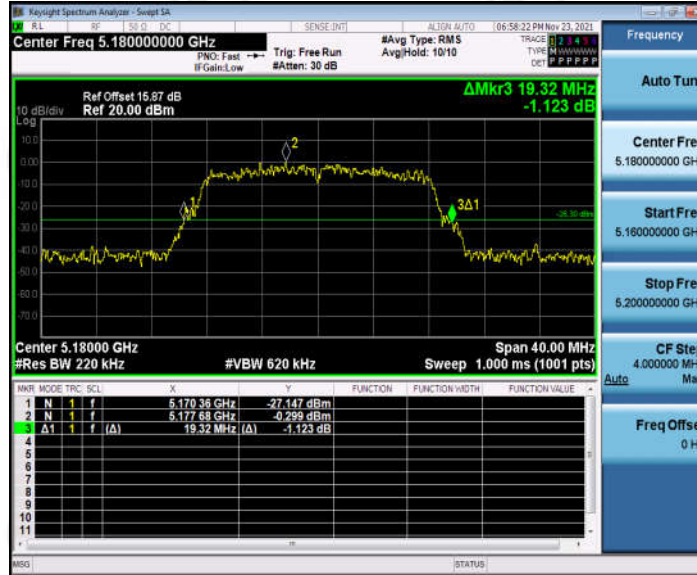 Keysight Spectrum Analyzer - Swept SA
RL RF 50 Ω DC SENSE:INT ALIGN AUTO 06:58:22 PM Nov 23, 2021
Center Freq 5.180000000 GHz
PNO: Fast
IFGain:Low
Trig: Free Run
#Atten: 30 dB
#Avg Type: RMS
Avg|Hold: 10/10
TRACE 1 2 3 4 5 6
TYPE M W W W W W
DET P P P P P P
Ref Offset 15.87 dB
Ref 20.00 dBm
10 dB/div
Log
ΔMkr3 19.32 MHz
-1.123 dB
10.0
0.00
-10.0
-20.0
-30.0
-40.0
-50.0
-60.0
-70.0
1
2
3Δ1
-26.30 dBm
Center 5.18000 GHz
#Res BW 220 kHz
#VBW 620 kHz
Span 40.00 MHz
Sweep 1.000 ms (1001 pts)
MKR MODE TRC SCL X Y FUNCTION FUNCTION WIDTH FUNCTION VALUE
1 N 1 f 5.170 36 GHz -27.147 dBm
2 N 1 f 5.177 68 GHz -0.299 dBm
3 Δ1 1 f (Δ) 19.32 MHz (Δ) -1.123 dB
4
5
6
7
8
9
10
11
MSG
STATUS
Frequency
Auto Tun
Center Fre
5.180000000 GH
Start Fre
5.160000000 GH
Stop Fre
5.200000000 GH
CF Ste
4.000000 MH
Auto Ma
Freq Offse
0 H